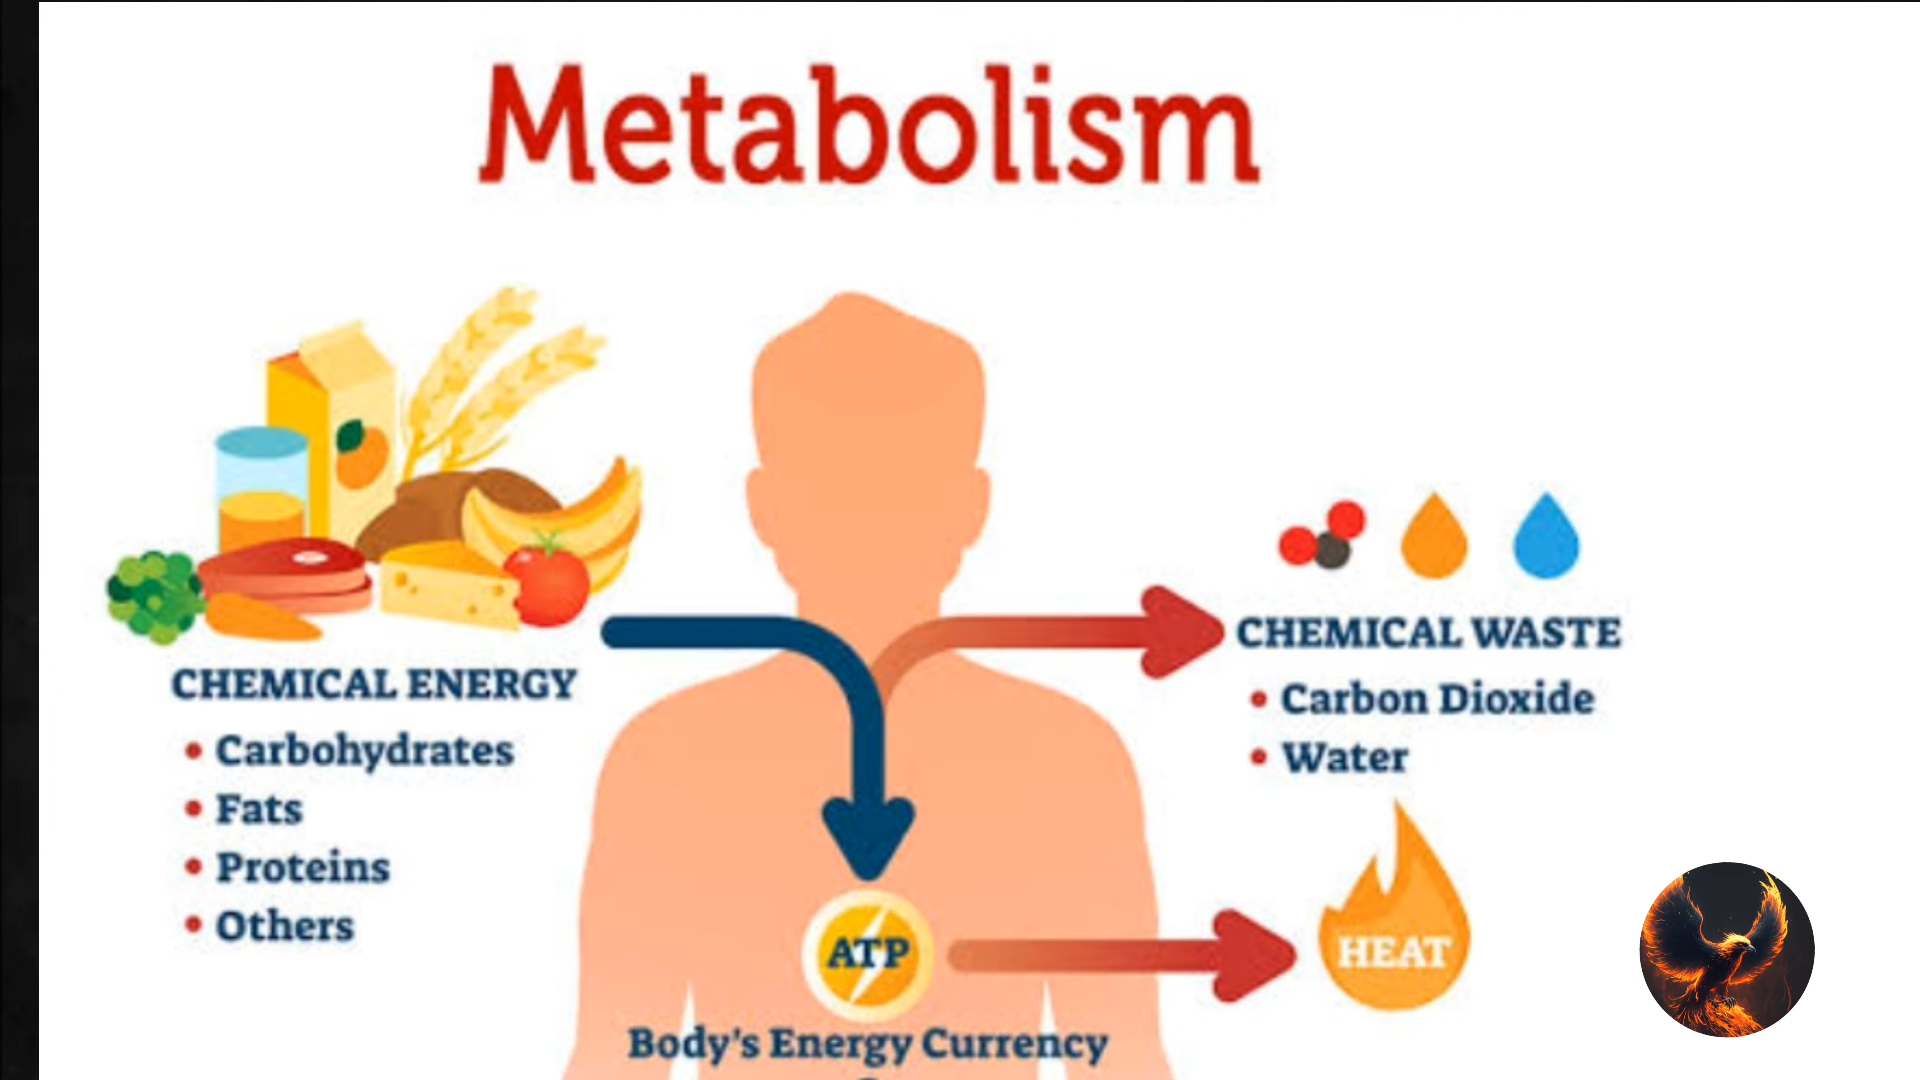 Metabolism
CHEMICAL ENERGY
• Carbohydrates
• Fats
• Proteins
• Others
CHEMICAL WASTE
• Carbon Dioxide
• Water
ATP
HEAT
Body's Energy Currency